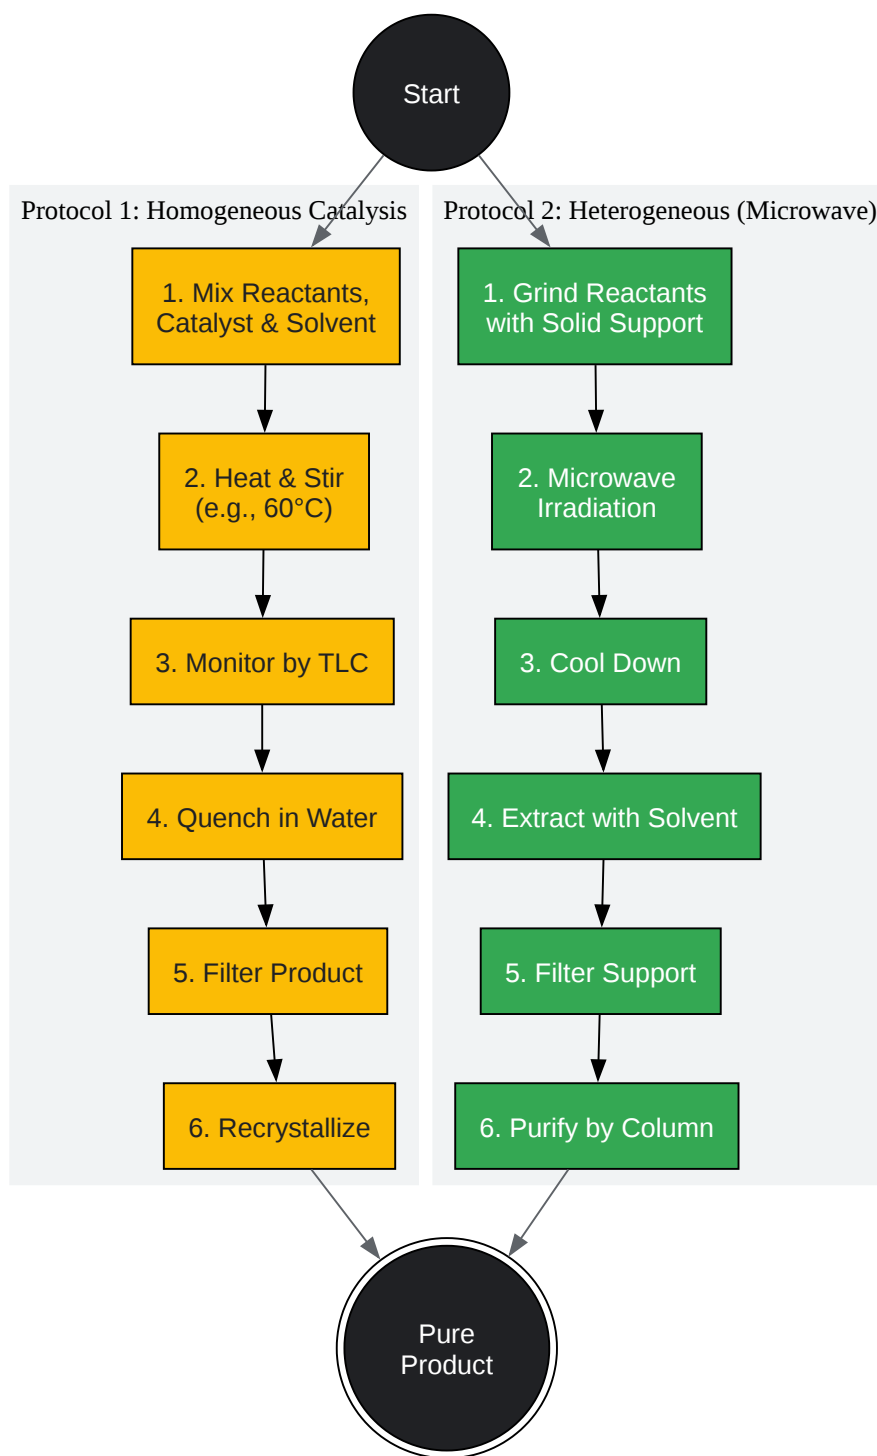 Start
Protocol 1: Homogeneous Catalysis
1. Mix Reactants,
Catalyst & Solvent
2. Heat & Stir
(e.g., 60°C)
3. Monitor by TLC
4. Quench in Water
5. Filter Product
6. Recrystallize
Protocol 2: Heterogeneous (Microwave)
1. Grind Reactants
with Solid Support
2. Microwave
Irradiation
3. Cool Down
4. Extract with Solvent
5. Filter Support
6. Purify by Column
Pure
Product